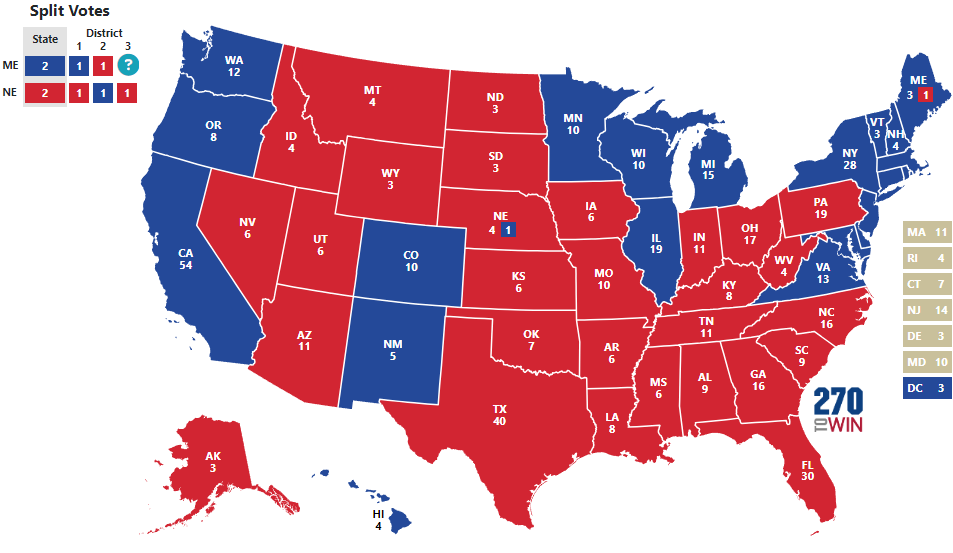 Split Votes
State District
1 2 3
ME 2 1 1 ?
NE 2 1 1 1
WA
12
OR
8
CA
54
NV
6
ID
4
MT
4
WY
3
UT
6
AZ
11
CO
10
NM
5
ND
3
SD
3
NE
4 1
KS
6
OK
7
TX
40
MN
10
IA
6
MO
10
AR
6
LA
8
WI
10
IL
19
MI
15
IN
11
OH
17
KY
8
TN
11
MS
6
AL
9
GA
16
FL
30
SC
9
NC
16
VA
13
WV
4
PA
19
NY
28
VT
3
NH
4
ME
3 1
AK
3
HI
4
MA 11
RI 4
CT 7
NJ 14
DE 3
MD 10
DC 3
270
TO WIN